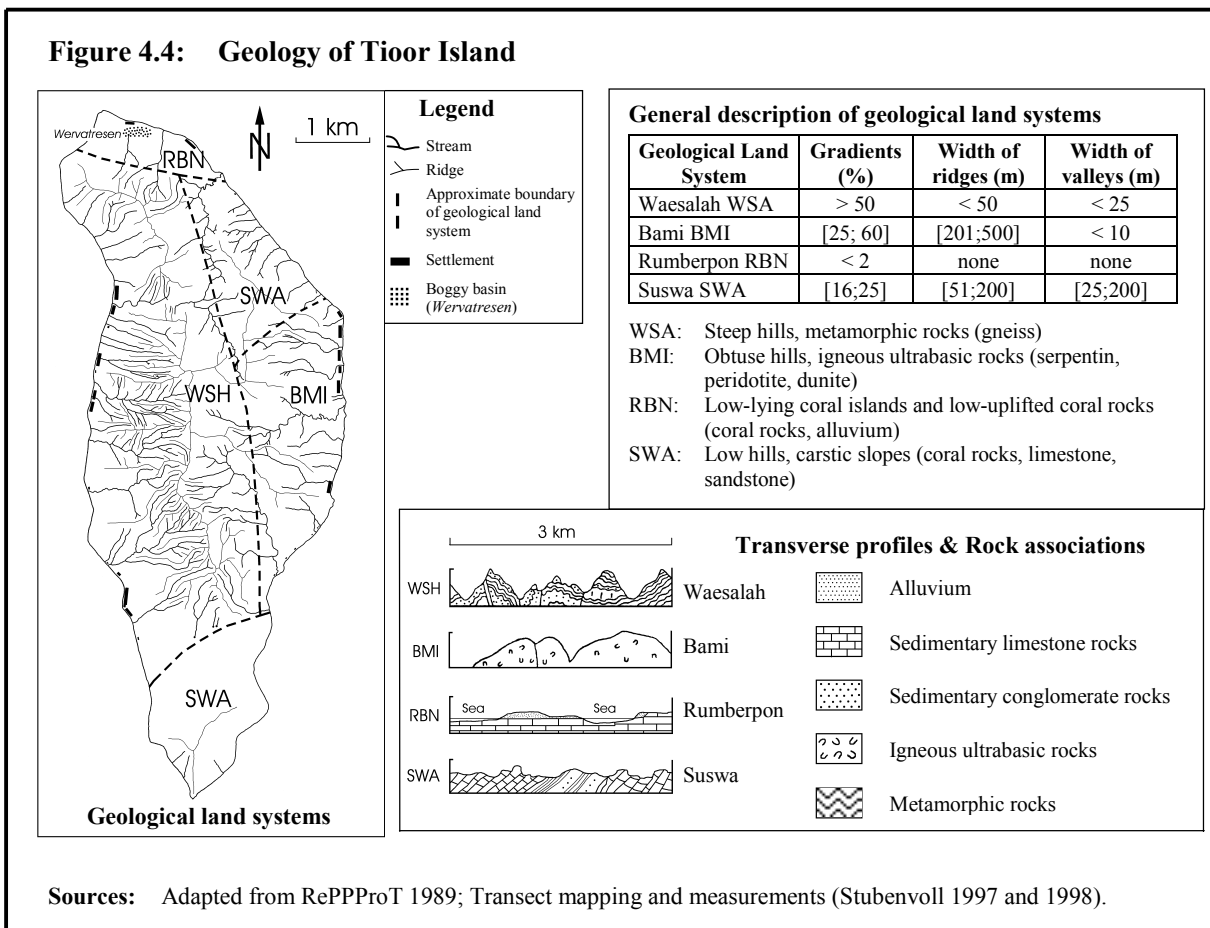 Figure 4.4: Geology of Tioor Island
Wervatresen
N
1 km
RBN
SWA
WSH
BMI
SWA
Geological land systems
Legend
Stream
Ridge
Approximate boundary
of geological land
system
Settlement
Boggy basin
(Wervatresen)
General description of geological land systems
Geological Land System Gradients (%) Width of ridges (m) Width of valleys (m)
Waesalah WSA > 50 < 50 < 25
Bami BMI [25; 60] [201;500] < 10
Rumberpon RBN < 2 none none
Suswa SWA [16;25] [51;200] [25;200]
WSA: Steep hills, metamorphic rocks (gneiss)
BMI: Obtuse hills, igneous ultrabasic rocks (serpentin,
peridotite, dunite)
RBN: Low-lying coral islands and low-uplifted coral rocks
(coral rocks, alluvium)
SWA: Low hills, carstic slopes (coral rocks, limestone,
sandstone)
3 km
Transverse profiles & Rock associations
WSH Waesalah
BMI Bami
RBN Sea Sea Rumberpon
SWA Suswa
Alluvium
Sedimentary limestone rocks
Sedimentary conglomerate rocks
Igneous ultrabasic rocks
Metamorphic rocks
Sources: Adapted from RePPProT 1989; Transect mapping and measurements (Stubenvoll 1997 and 1998).